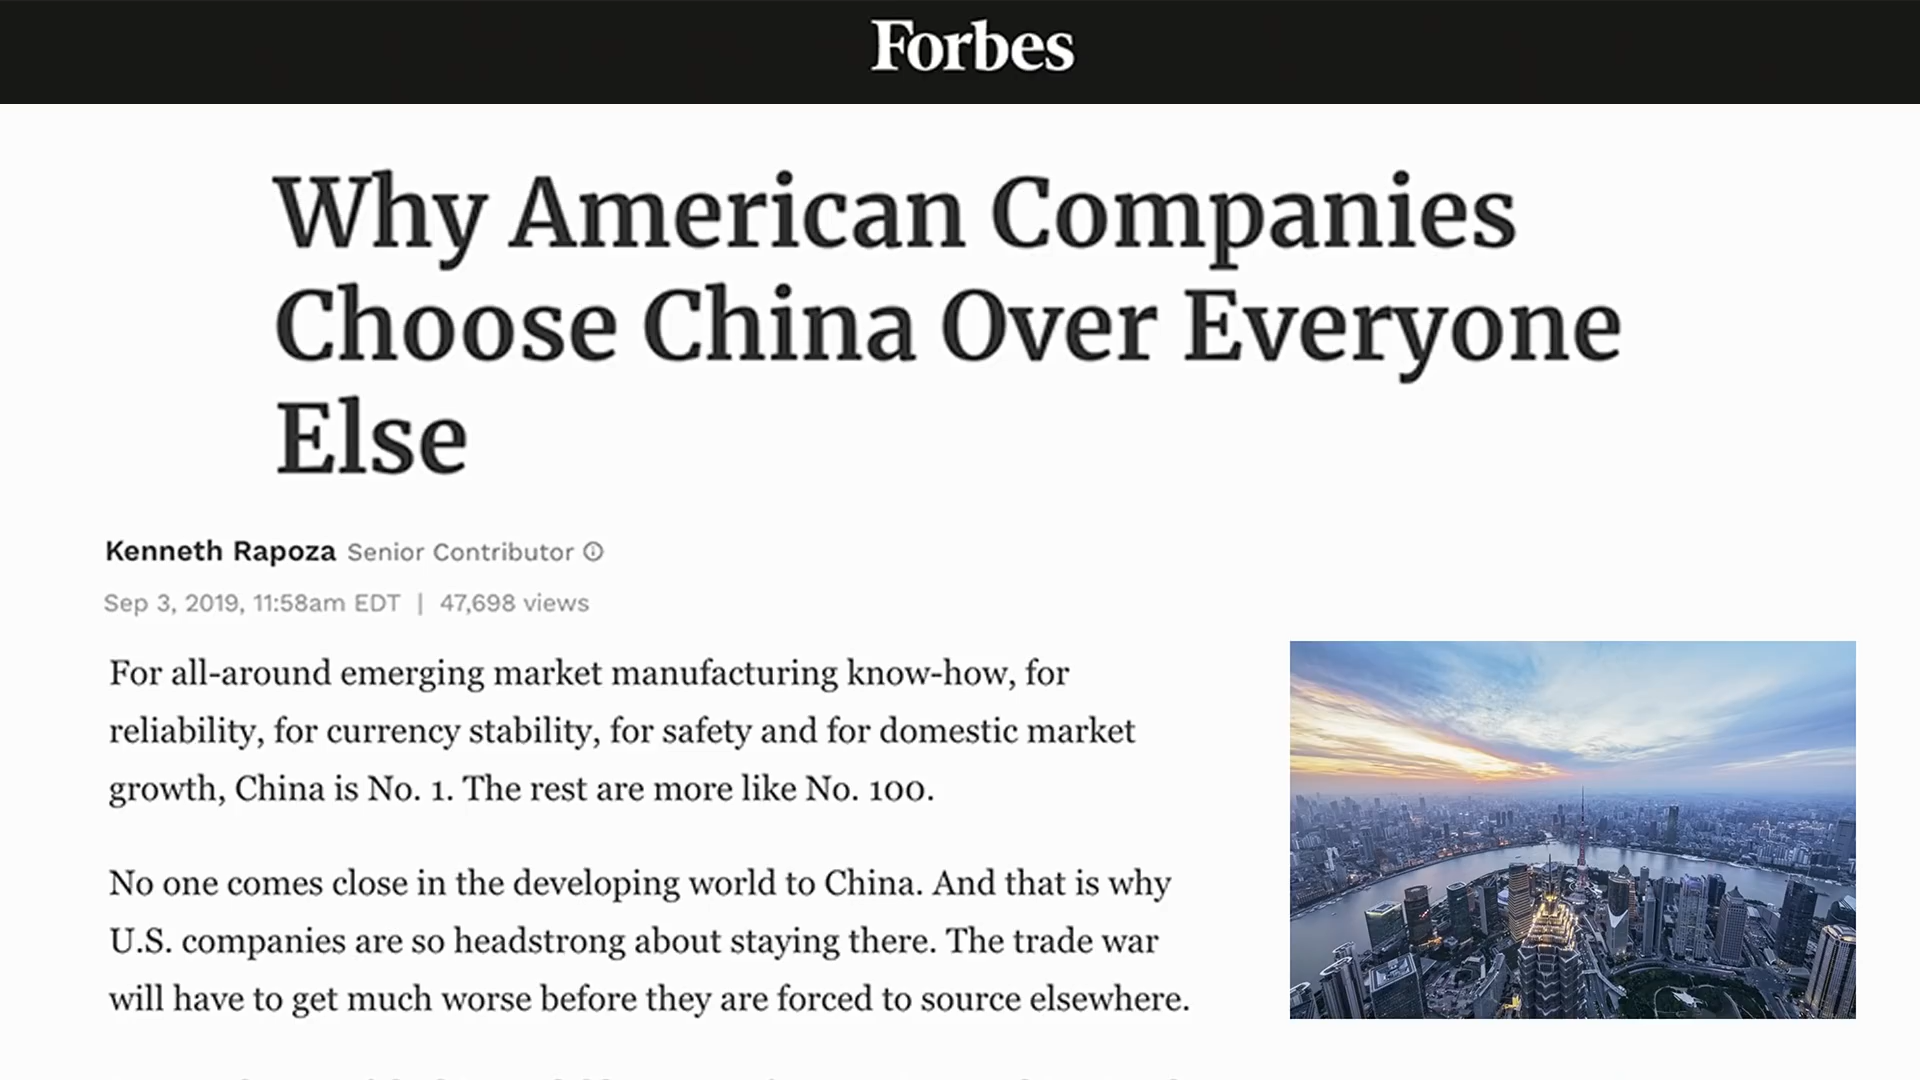 Forbes
Why American Companies
Choose China Over Everyone
Else
Kenneth Rapoza Senior Contributor
Sep 3, 2019, 11:58am EDT | 47,698 views
For all-around emerging market manufacturing know-how, for
reliability, for currency stability, for safety and for domestic market
growth, China is No. 1. The rest are more like No. 100.
No one comes close in the developing world to China. And that is why
U.S. companies are so headstrong about staying there. The trade war
will have to get much worse before they are forced to source elsewhere.